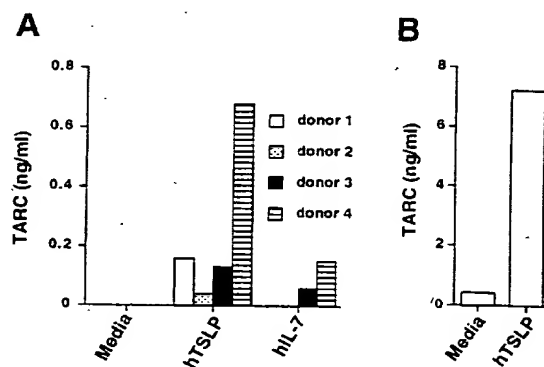 A
TARC (ng/ml)
0.8
0.6
0.4
0.2
0
donor 1
donor 2
donor 3
donor 4
Media
hTSLP
hIL-7
B
TARC (ng/ml)
8
6
4
2
0
Media
hTSLP